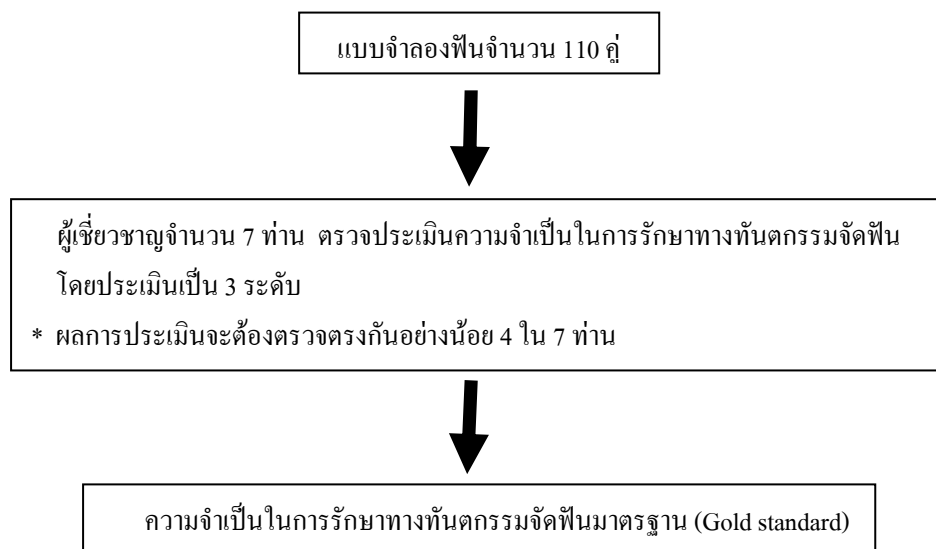 แบบจำลองฟันจำนวน 110 คู่
ผู้เชี่ยวชาญจำนวน 7 ท่าน ตรวจประเมินความจำเป็นในการรักษาทางทันตกรรมจัดฟัน
โดยประเมินเป็น 3 ระดับ
* ผลการประเมินจะต้องตรวจตรงกันอย่างน้อย 4 ใน 7 ท่าน
ความจำเป็นในการรักษาทางทันตกรรมจัดฟันมาตรฐาน (Gold standard)